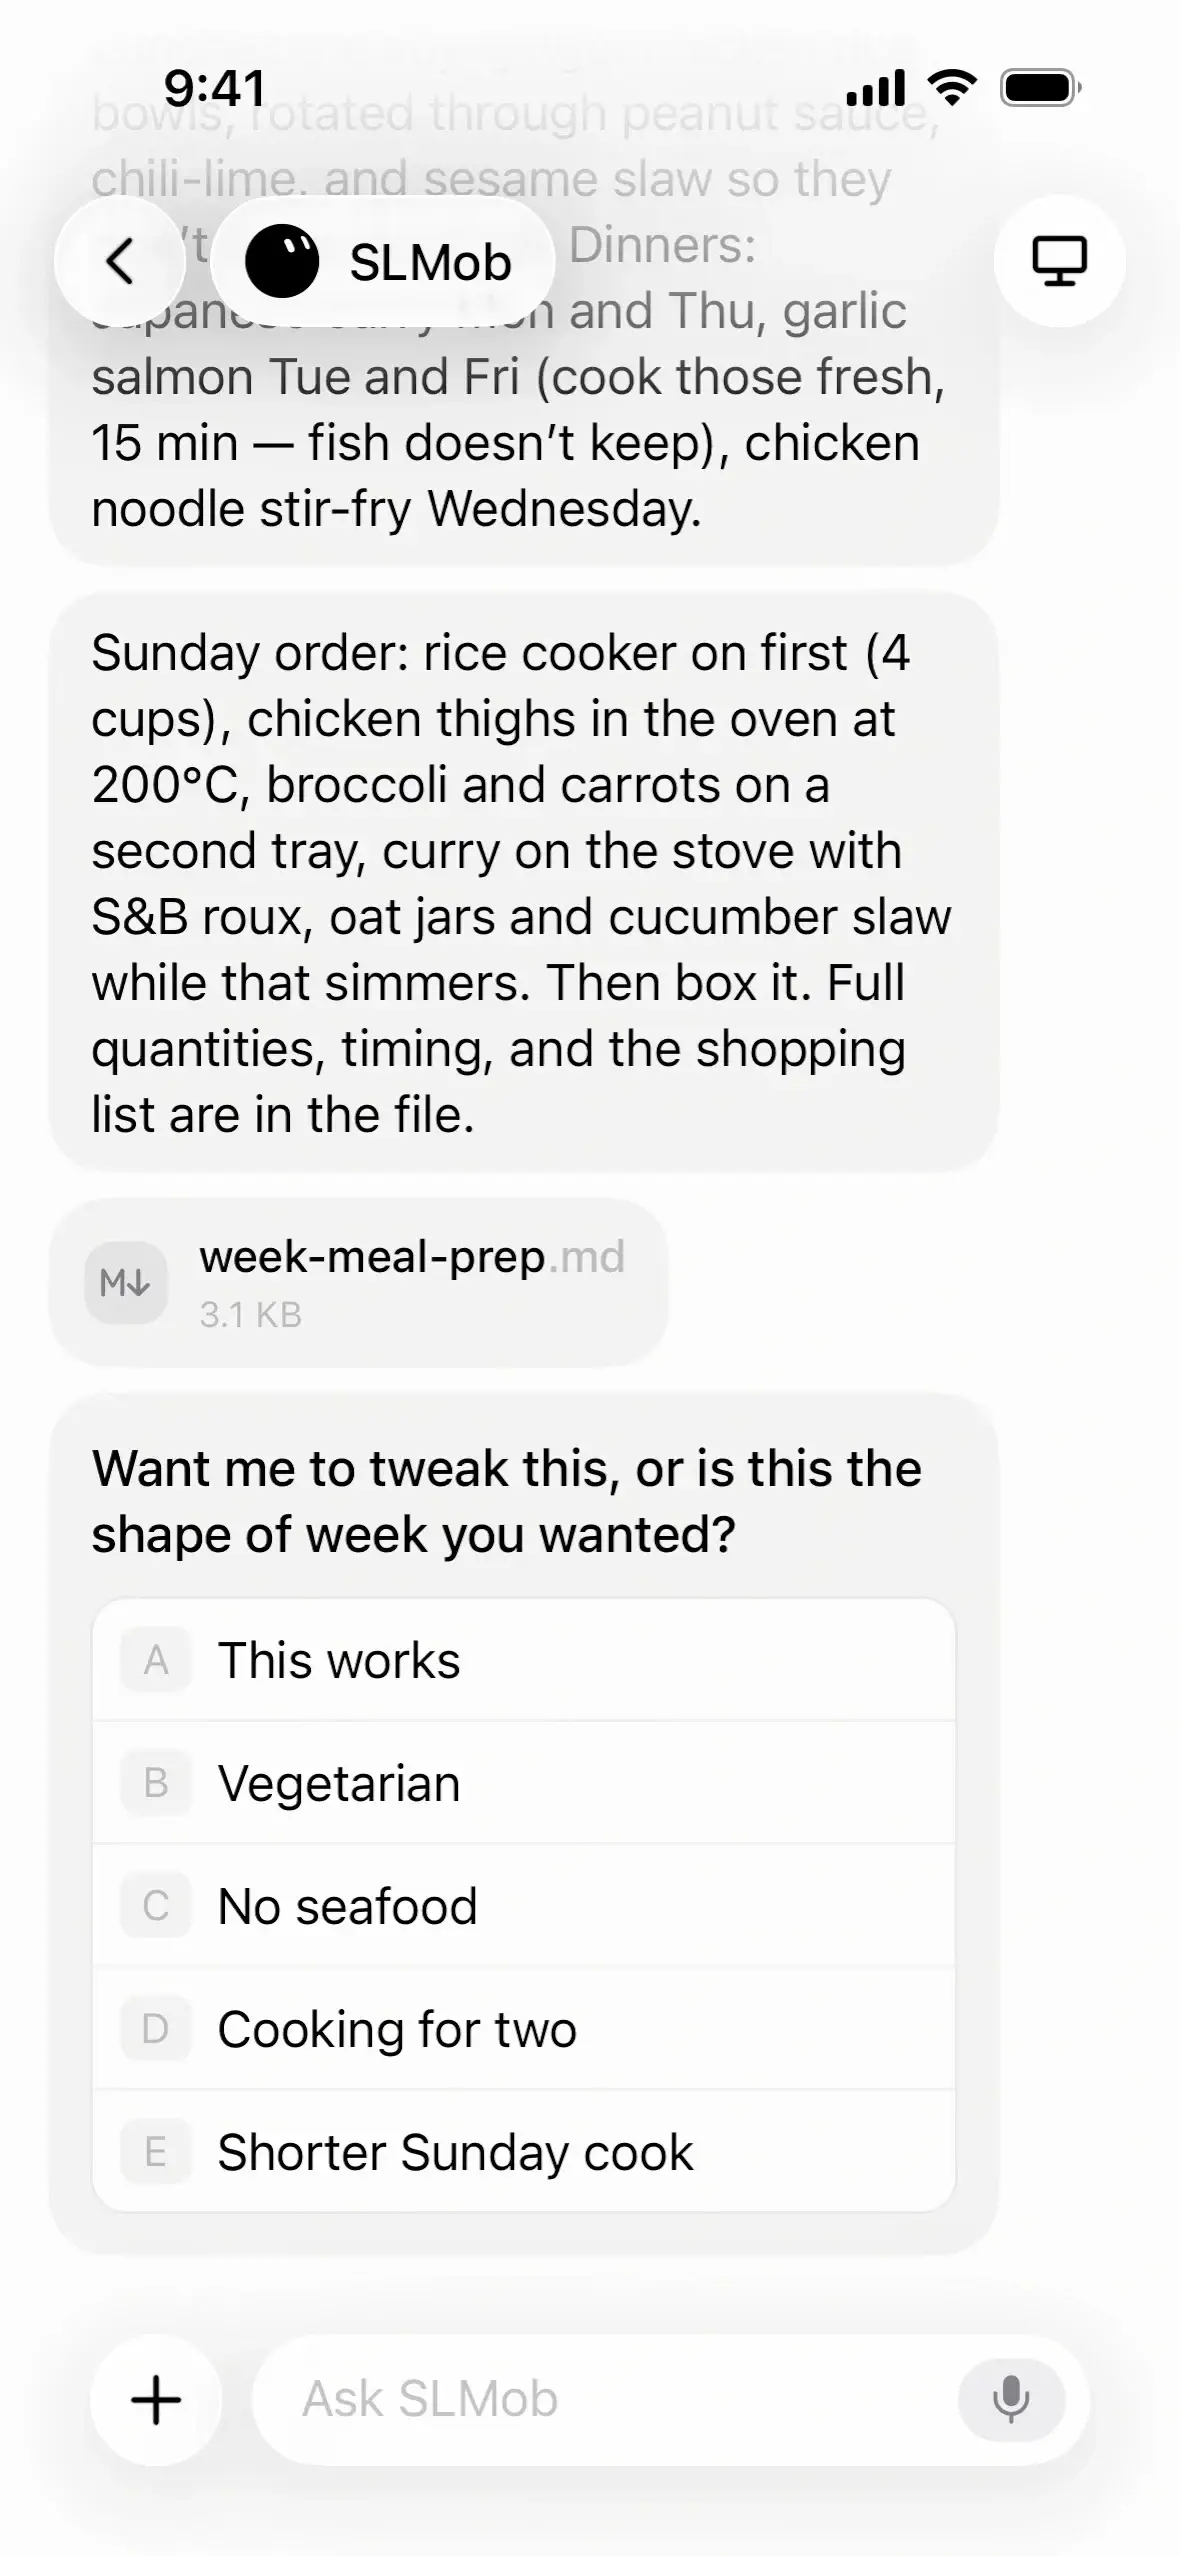 9:41
bowls, rotated through peanut sauce,
chili-lime, and sesame slaw so they
SLMob
Dinners:
and Thu, garlic
salmon Tue and Fri (cook those fresh,
15 min — fish doesn’t keep), chicken
noodle stir-fry Wednesday.
Sunday order: rice cooker on first (4
cups), chicken thighs in the oven at
200°C, broccoli and carrots on a
second tray, curry on the stove with
S&B roux, oat jars and cucumber slaw
while that simmers. Then box it. Full
quantities, timing, and the shopping
list are in the file.
M↓
week-meal-prep.md
3.1 KB
Want me to tweak this, or is this the
shape of week you wanted?
A This works
B Vegetarian
C No seafood
D Cooking for two
E Shorter Sunday cook
Ask SLMob